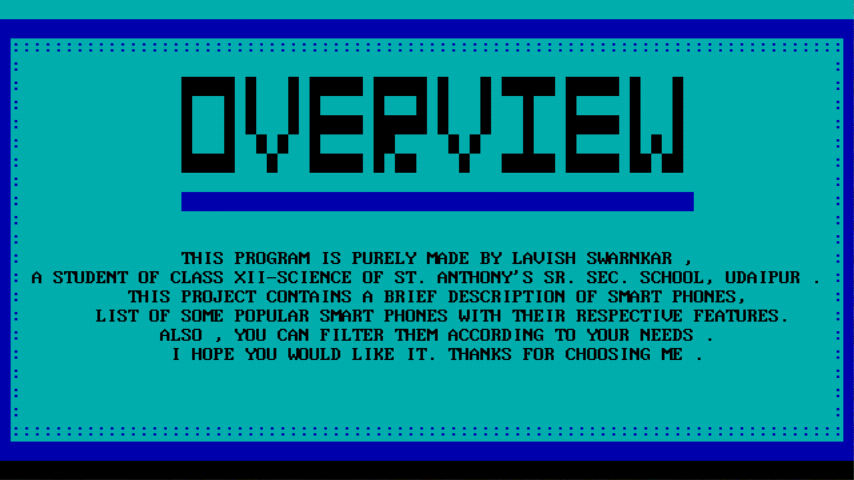 OVERVIEW
THIS PROGRAM IS PURELY MADE BY LAVISH SWARNKAR ,
A STUDENT OF CLASS XII-SCIENCE OF ST. ANTHONY'S SR. SEC. SCHOOL, UDAIPUR .
THIS PROJECT CONTAINS A BRIEF DESCRIPTION OF SMART PHONES,
LIST OF SOME POPULAR SMART PHONES WITH THEIR RESPECTIVE FEATURES.
ALSO , YOU CAN FILTER THEM ACCORDING TO YOUR NEEDS .
I HOPE YOU WOULD LIKE IT. THANKS FOR CHOOSING ME .